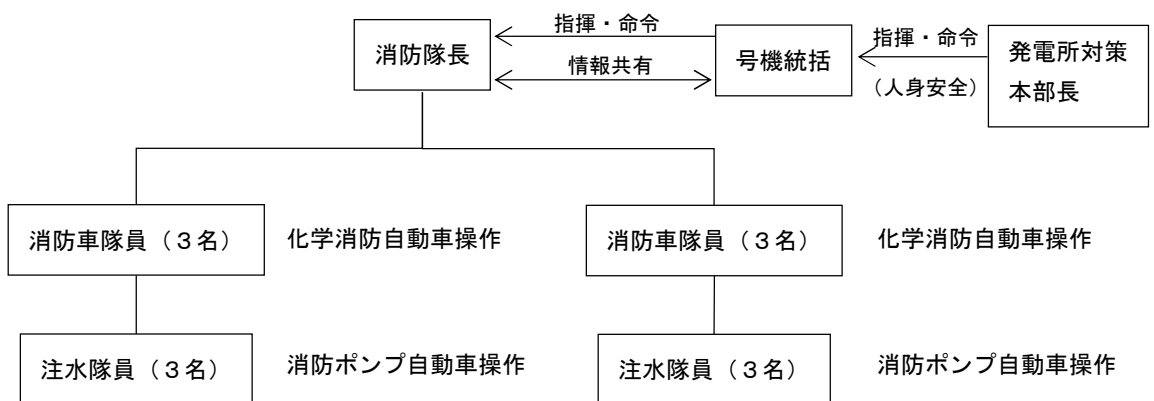 指揮・命令
消防隊長
情報共有
号機統括
指揮・命令
（人身安全）
発電所対策
本部長
消防車隊員（３名）
化学消防自動車操作
消防車隊員（３名）
化学消防自動車操作
注水隊員（３名）
消防ポンプ自動車操作
注水隊員（３名）
消防ポンプ自動車操作